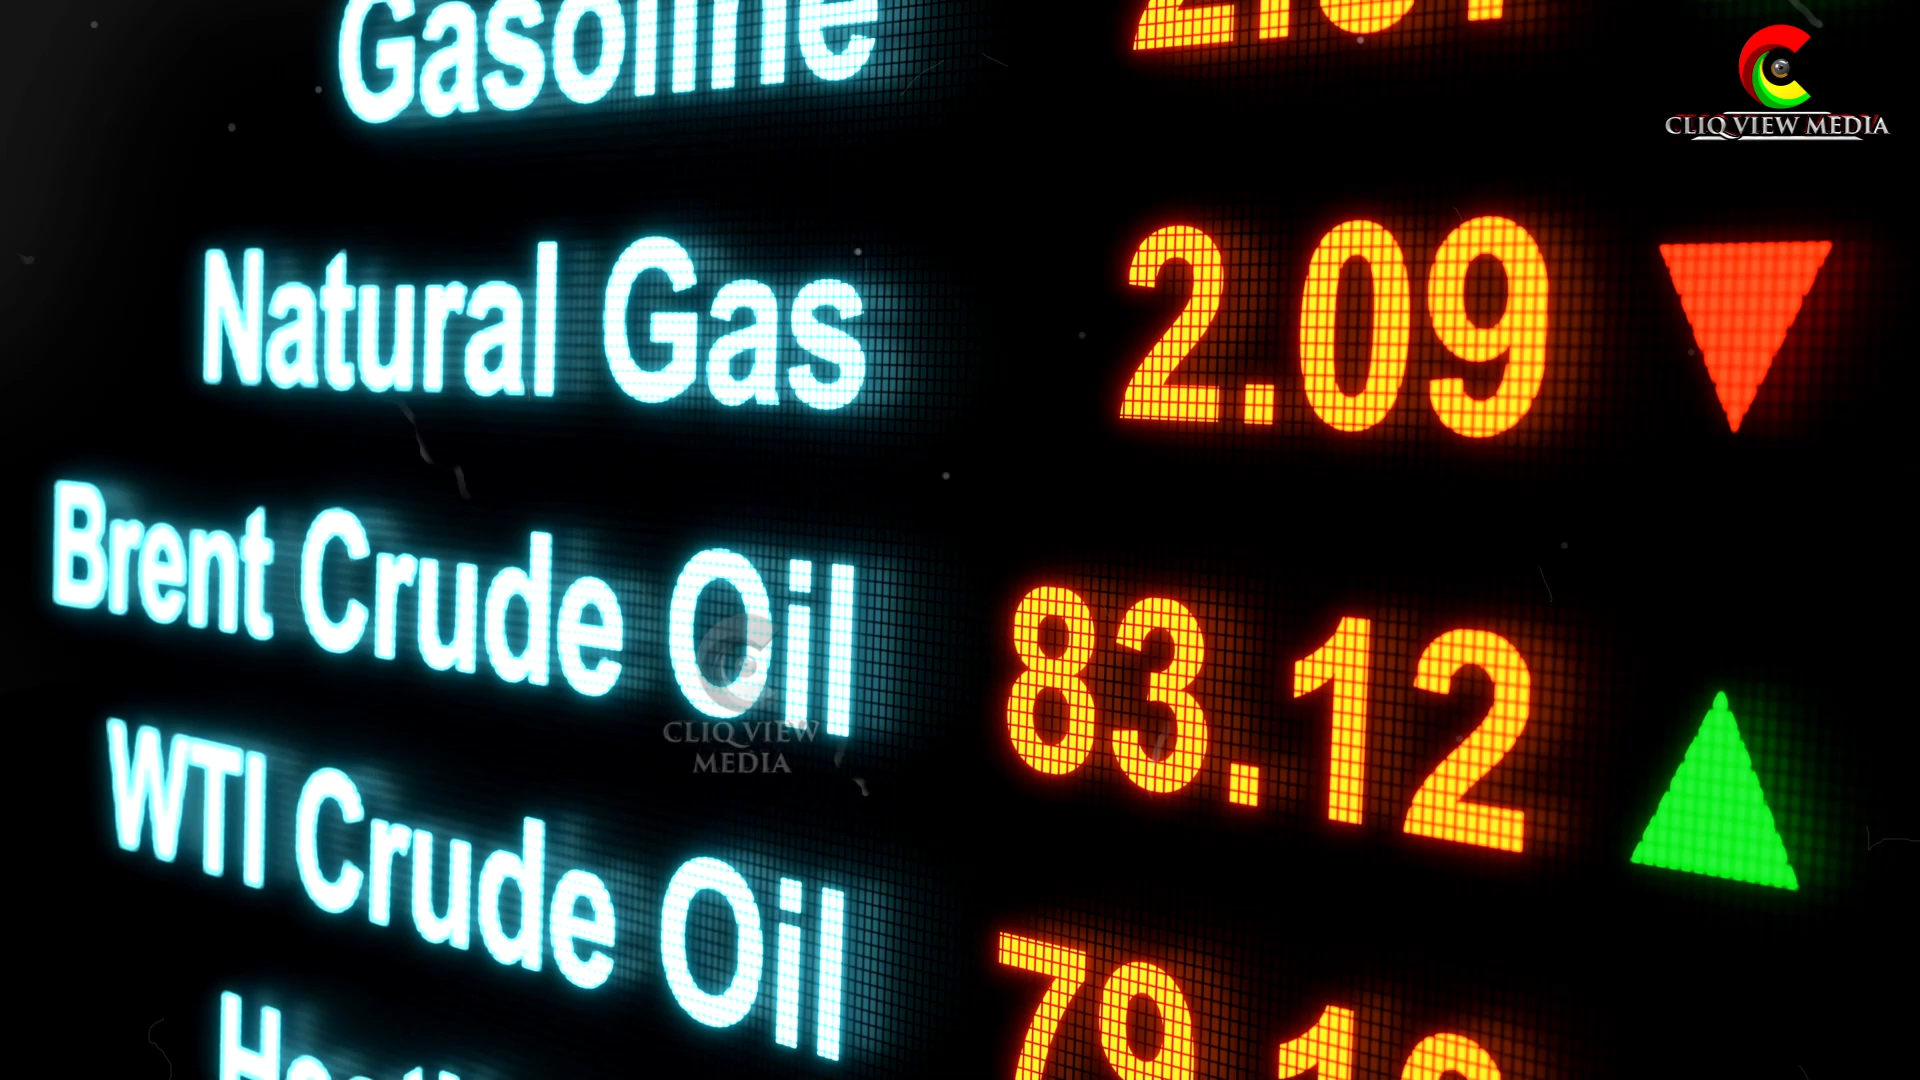 Gasoline
CLIQ VIEW MEDIA
Natural Gas 2.09
Brent Crude Oil 83.12
CLIQ VIEW
MEDIA
WTI Crude Oil